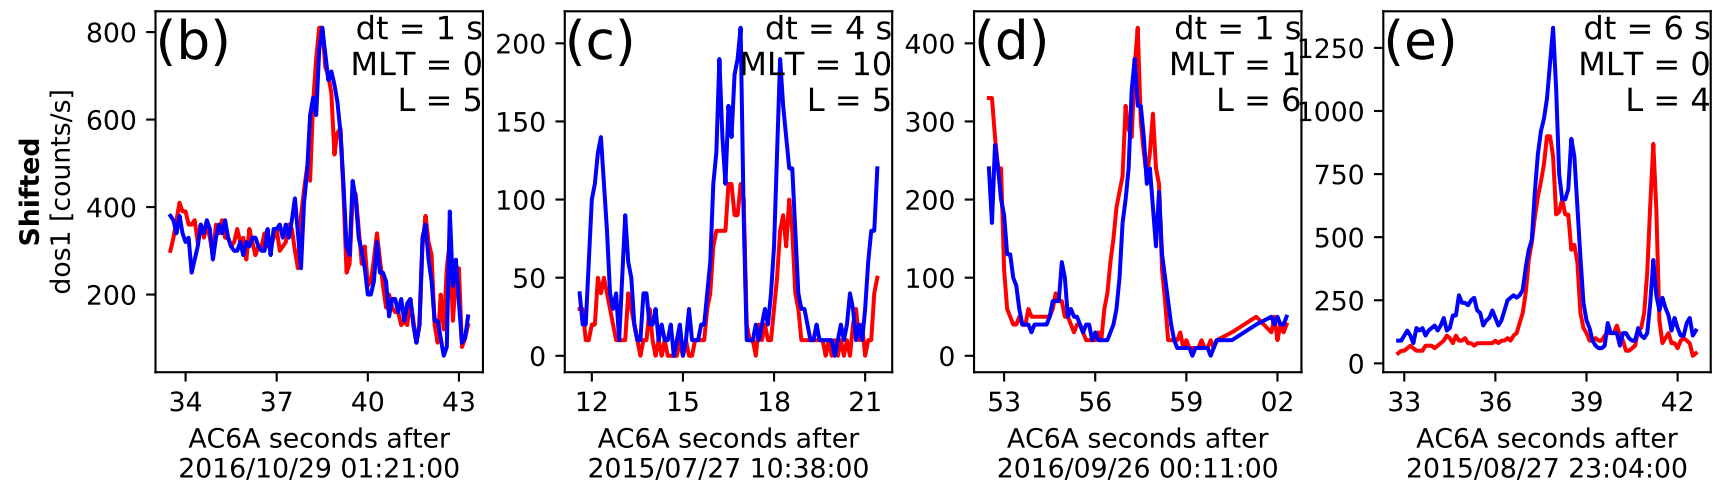 Shifted
dos1 [counts/s]
(b)
dt = 1 s
MLT = 0
L = 5
800
600
400
200
34 37 40 43
AC6A seconds after
2016/10/29 01:21:00
(c)
dt = 4 s
MLT = 10
L = 5
200
150
100
50
0
12 15 18 21
AC6A seconds after
2015/07/27 10:38:00
(d)
dt = 1 s
MLT = 1
L = 6
400
300
200
100
0
53 56 59 02
AC6A seconds after
2016/09/26 00:11:00
(e)
dt = 6 s
MLT = 0
L = 4
1250
1000
750
500
250
0
33 36 39 42
AC6A seconds after
2015/08/27 23:04:00